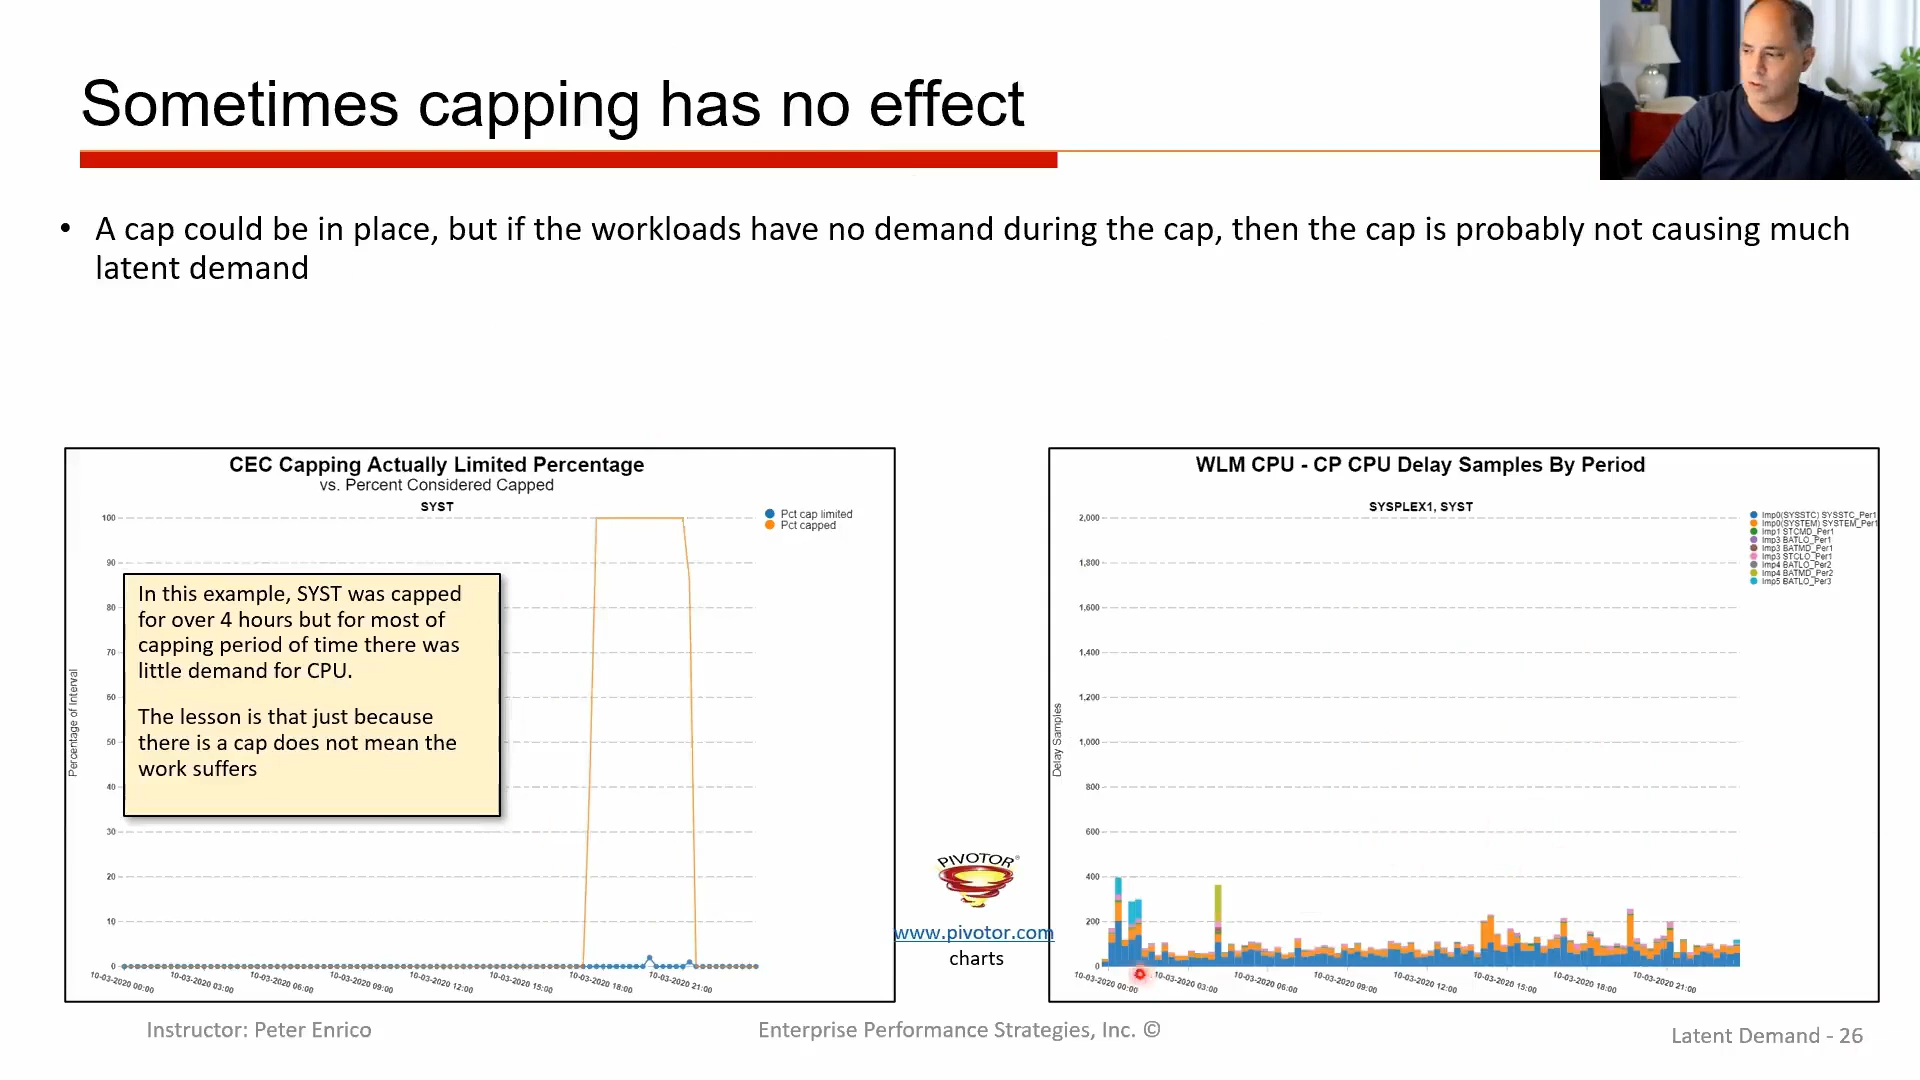 Sometimes capping has no effect
• A cap could be in place, but if the workloads have no demand during the cap, then the cap is probably not causing much
latent demand
CEC Capping Actually Limited Percentage
vs. Percent Considered Capped
SYST
Pct cap limited
Pct capped
Percentage of Interval
100
90
80
70
60
50
40
30
20
10
0
10-03-2020 00:00
10-03-2020 03:00
10-03-2020 06:00
10-03-2020 09:00
10-03-2020 12:00
10-03-2020 15:00
10-03-2020 18:00
10-03-2020 21:00
In this example, SYST was capped
for over 4 hours but for most of
capping period of time there was
little demand for CPU.
The lesson is that just because
there is a cap does not mean the
work suffers
PIVOTOR®
www.pivotor.com
charts
WLM CPU - CP CPU Delay Samples By Period
SYSPLEX1, SYST
Imp0(SYSSTC) SYSSTC_Per1
Imp0(SYSTEM) SYSTEM_Per1
Imp1 STCMD_Per1
Imp3 BATLO_Per1
Imp3 BATMD_Per1
Imp3 STCLO_Per1
Imp4 BATLO_Per2
Imp4 BATMD_Per2
Imp5 BATLO_Per3
Delay Samples
2,000
1,800
1,600
1,400
1,200
1,000
800
600
400
200
0
10-03-2020 00:00
10-03-2020 03:00
10-03-2020 06:00
10-03-2020 09:00
10-03-2020 12:00
10-03-2020 15:00
10-03-2020 18:00
10-03-2020 21:00
Instructor: Peter Enrico
Enterprise Performance Strategies, Inc. ©
Latent Demand - 26